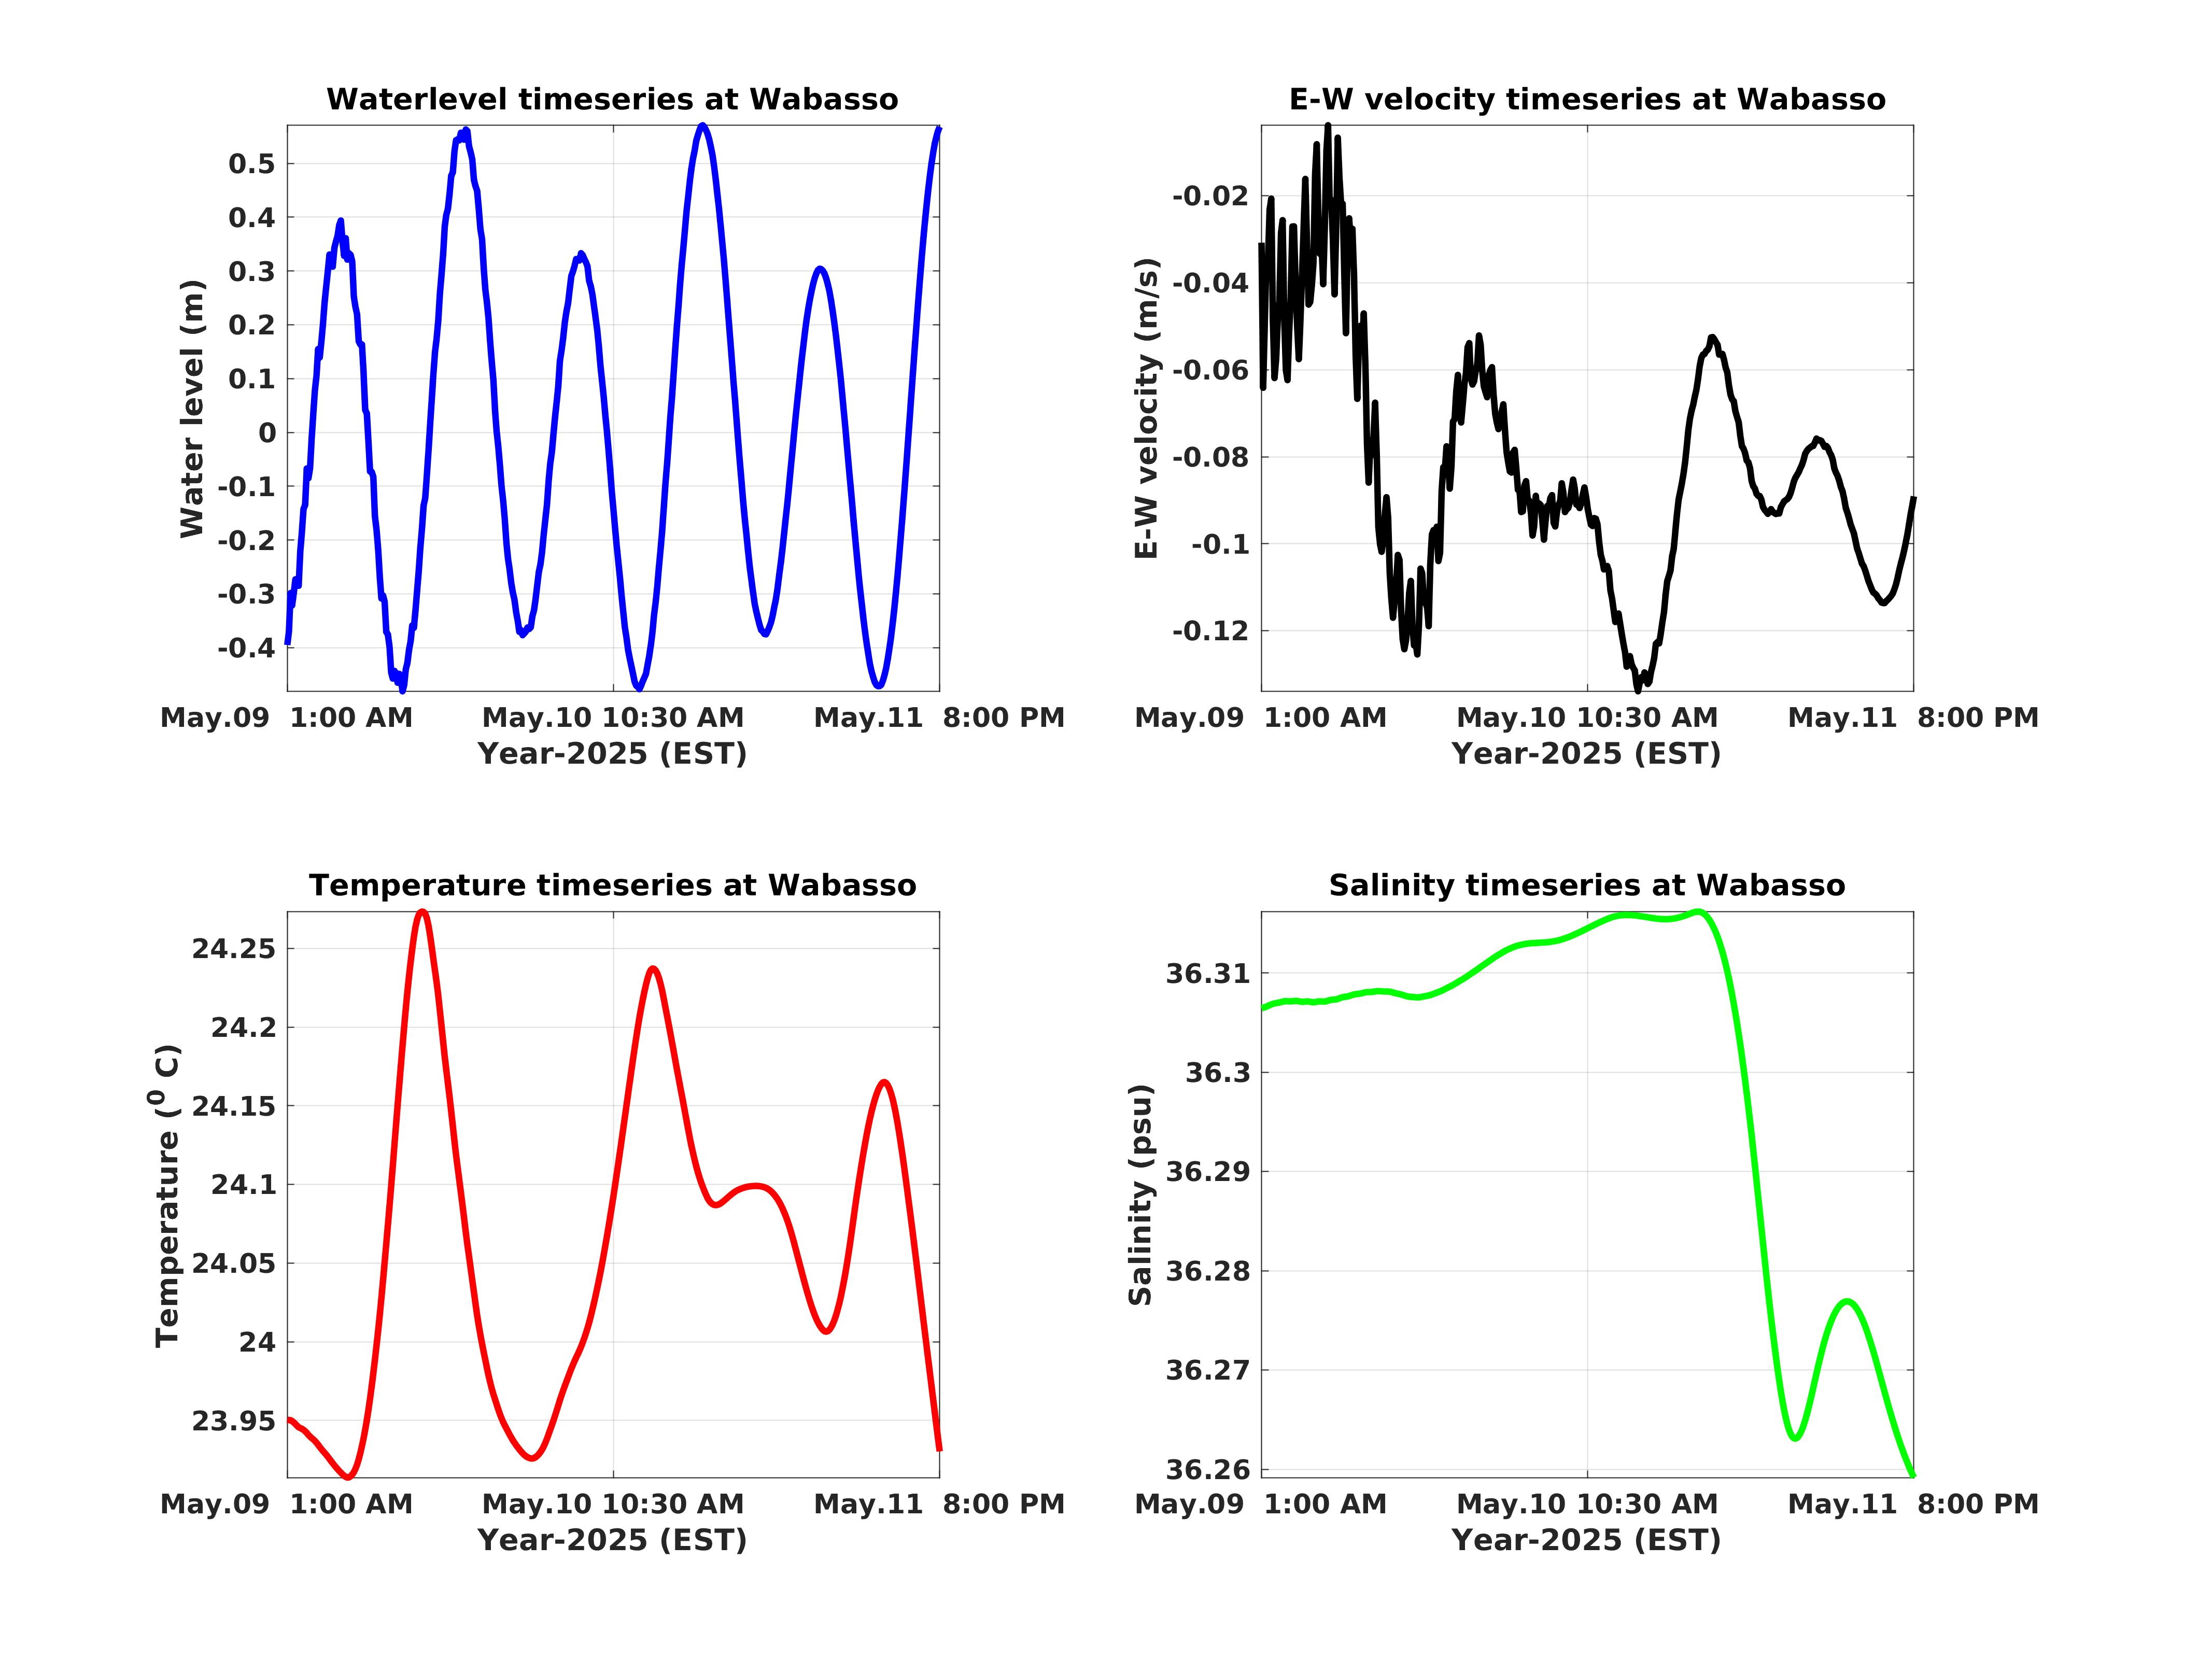 Waterlevel timeseries at Wabasso
Water level (m)
0.5
0.4
0.3
0.2
0.1
0
-0.1
-0.2
-0.3
-0.4
May.09 1:00 AM
May.10 10:30 AM
May.11 8:00 PM
Year-2025 (EST)
E-W velocity timeseries at Wabasso
E-W velocity (m/s)
-0.02
-0.04
-0.06
-0.08
-0.1
-0.12
May.09 1:00 AM
May.10 10:30 AM
May.11 8:00 PM
Year-2025 (EST)
Temperature timeseries at Wabasso
Temperature (⁰ C)
24.25
24.2
24.15
24.1
24.05
24
23.95
May.09 1:00 AM
May.10 10:30 AM
May.11 8:00 PM
Year-2025 (EST)
Salinity timeseries at Wabasso
Salinity (psu)
36.31
36.3
36.29
36.28
36.27
36.26
May.09 1:00 AM
May.10 10:30 AM
May.11 8:00 PM
Year-2025 (EST)